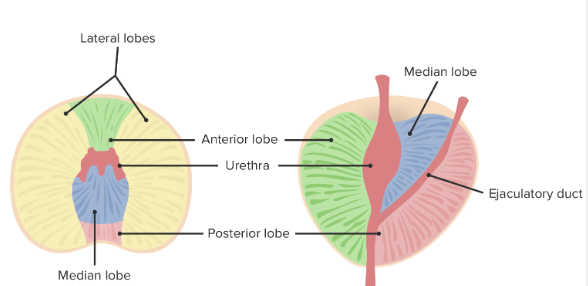 Lateral lobes
Median lobe
Anterior lobe
Urethra
Ejaculatory duct
Posterior lobe
Median lobe